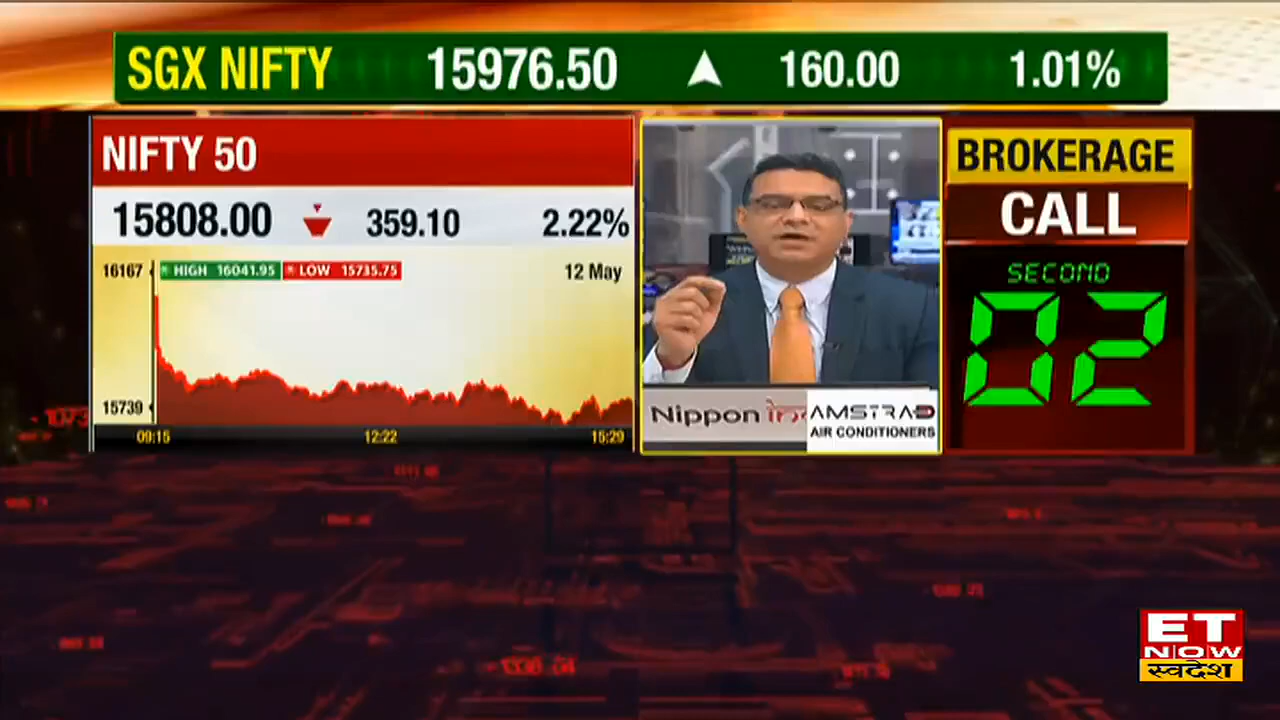 SGX NIFTY 15976.50 160.00 1.01%
NIFTY 50
15808.00 359.10 2.22%
16167 HIGH 16041.95 LOW 15735.75 12 May
15739
09:15 12:22 15:29
Nippon
AMSTRAD
AIR CONDITIONERS
BROKERAGE
CALL
SECOND
02
ET
NOW
स्वदेश